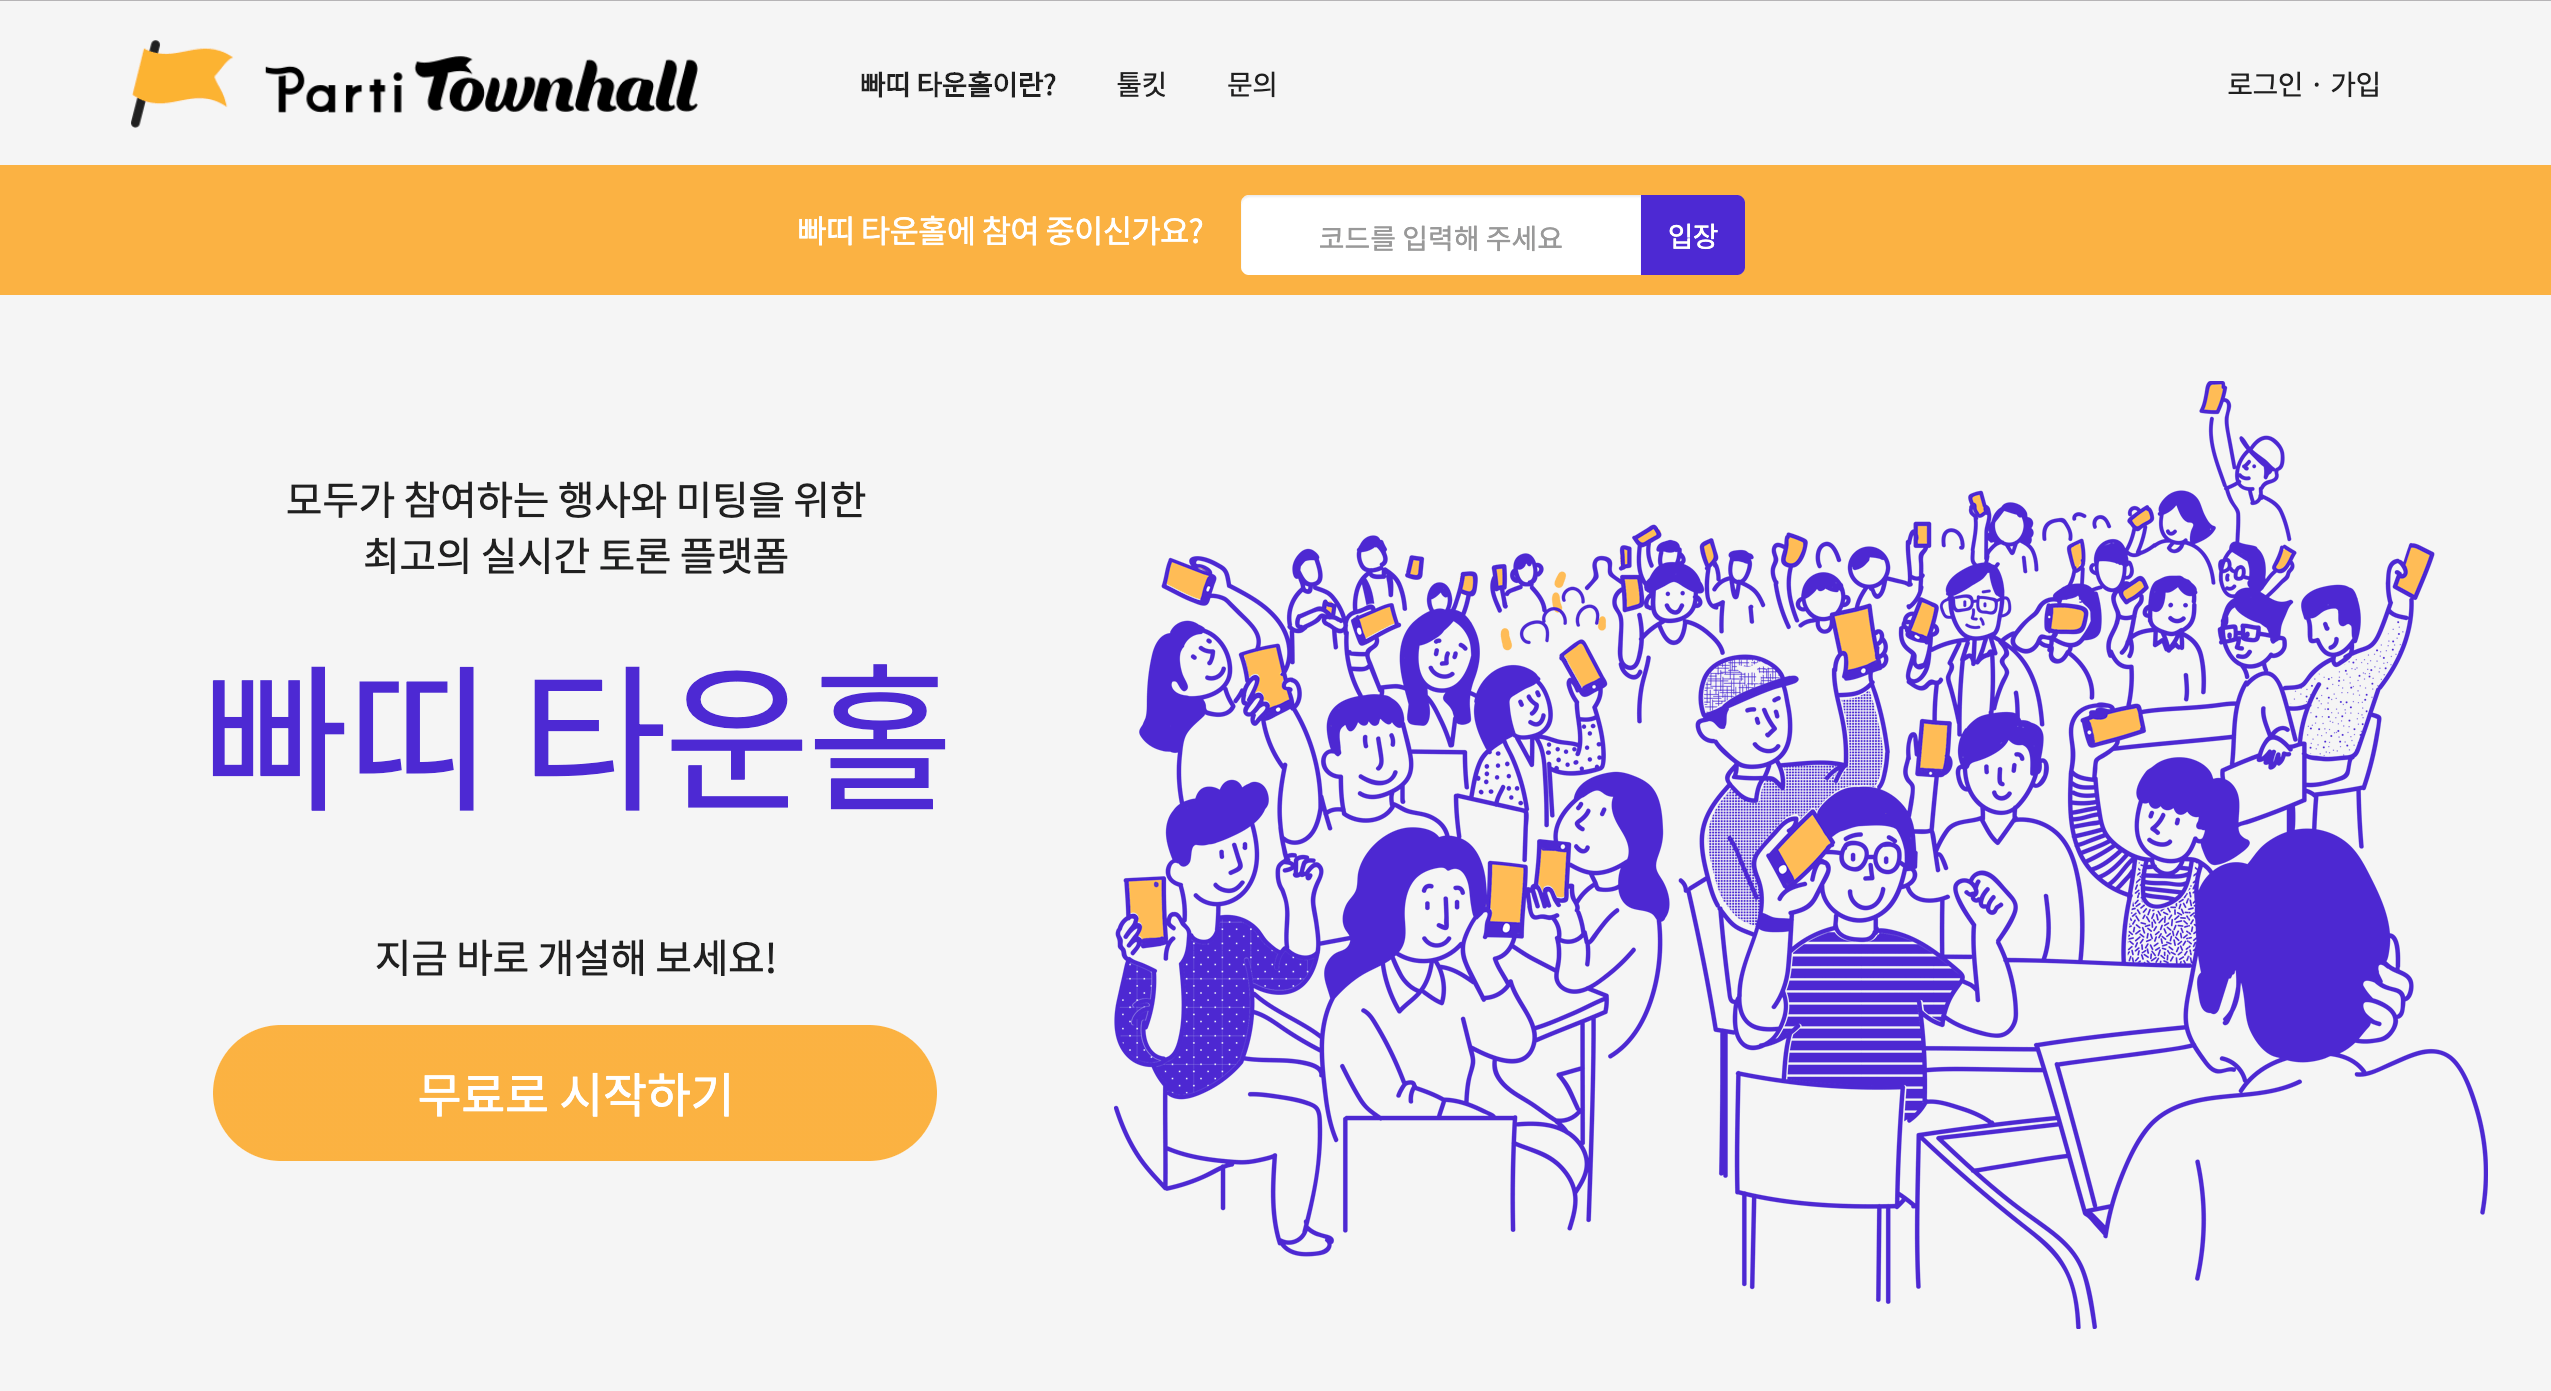 Parti Townhall
빠띠 타운홀이란?
툴킷
문의
로그인 · 가입
빠띠 타운홀에 참여 중이신가요?
코드를 입력해 주세요
입장
모두가 참여하는 행사와 미팅을 위한
최고의 실시간 토론 플랫폼
빠띠 타운홀
지금 바로 개설해 보세요!
무료로 시작하기